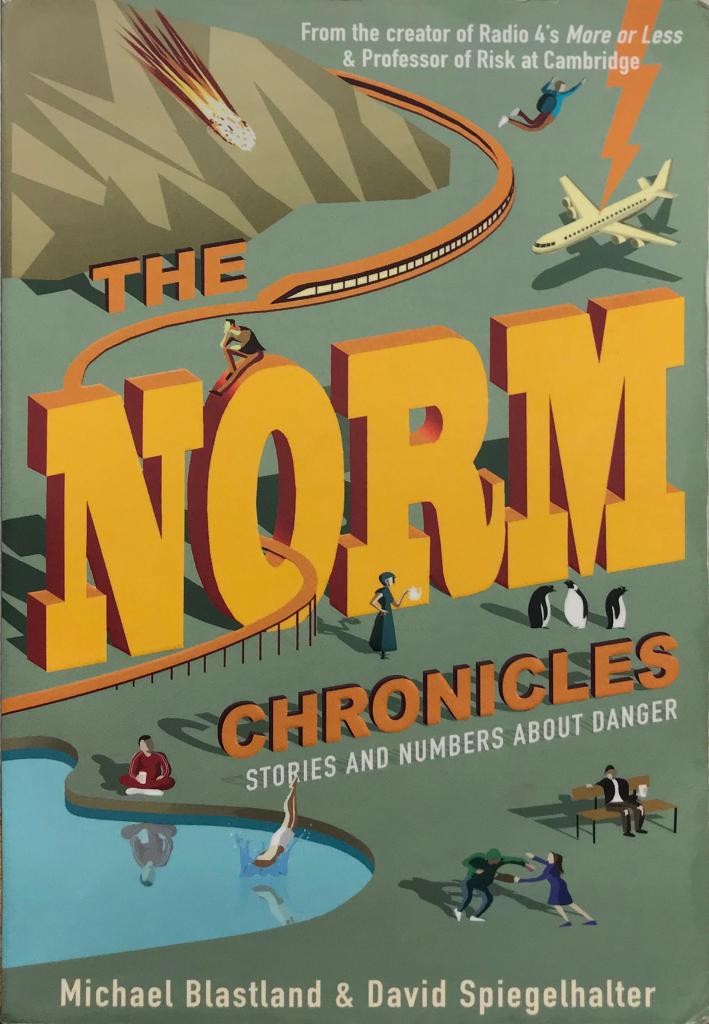 From the creator of Radio 4's More or Less
& Professor of Risk at Cambridge
THE
NORM
CHRONICLES
STORIES AND NUMBERS ABOUT DANGER
Michael Blastland & David Spiegelhalter